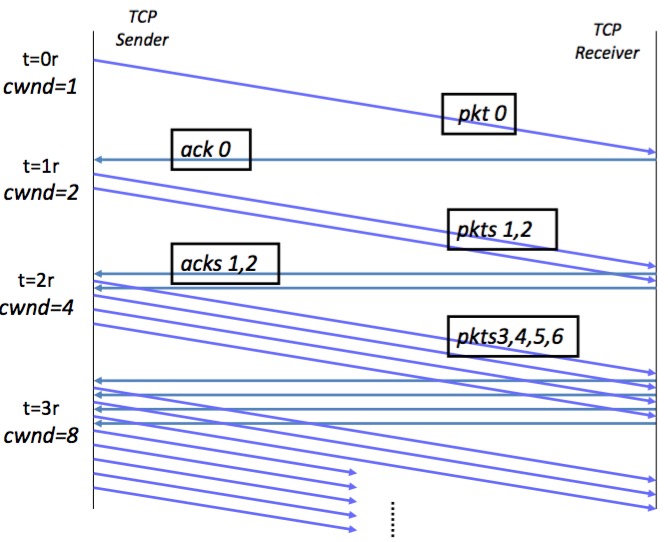 TCP
Sender
TCP
Receiver
t=0r
cwnd=1
pkt 0
ack 0
t=1r
cwnd=2
pkts 1,2
acks 1,2
t=2r
cwnd=4
pkts3,4,5,6
t=3r
cwnd=8